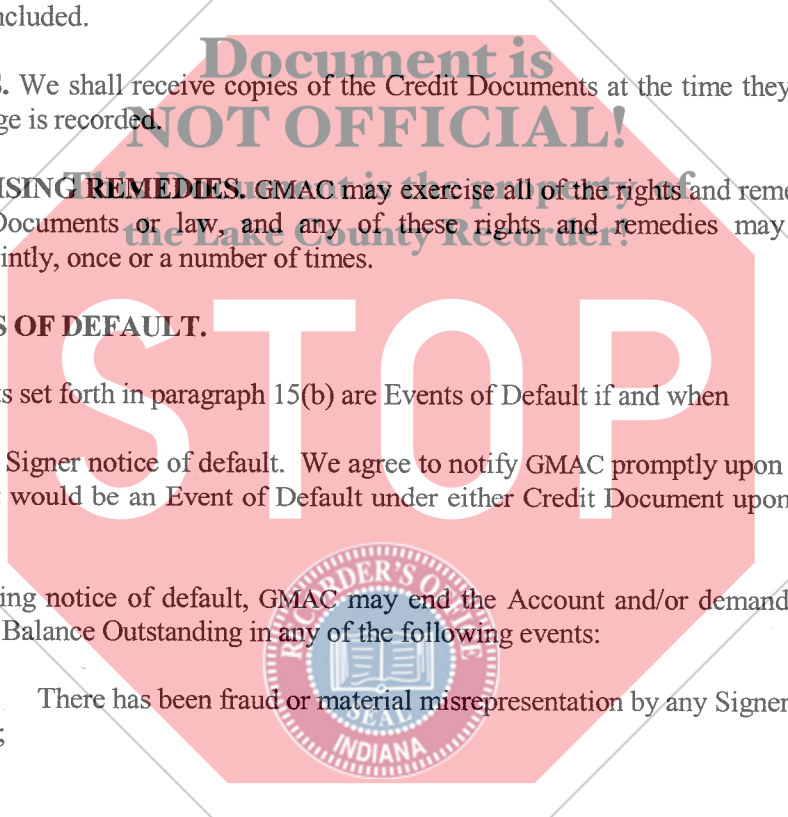 ncluded.
Document is
. We shall receive copies of the Credit Documents at the time they
ge is recorded.
NOT OFFICIAL!
ISING REMEDIES. GMAC may exercise all of the rights and reme
This Document is the property of
Documents or law, and any of these rights and remedies may
the Lake County Recorder!
intly, once or a number of times.
STOP
S OF DEFAULT.
ts set forth in paragraph 15(b) are Events of Default if and when
Signer notice of default. We agree to notify GMAC promptly upon
would be an Event of Default under either Credit Document upon
ing notice of default, GMAC may end the Account and/or demand
Balance Outstanding in any of the following events:
RECORDER'S OFFICE
There has been fraud or material misrepresentation by any Signer
;
SEAL
INDIANA